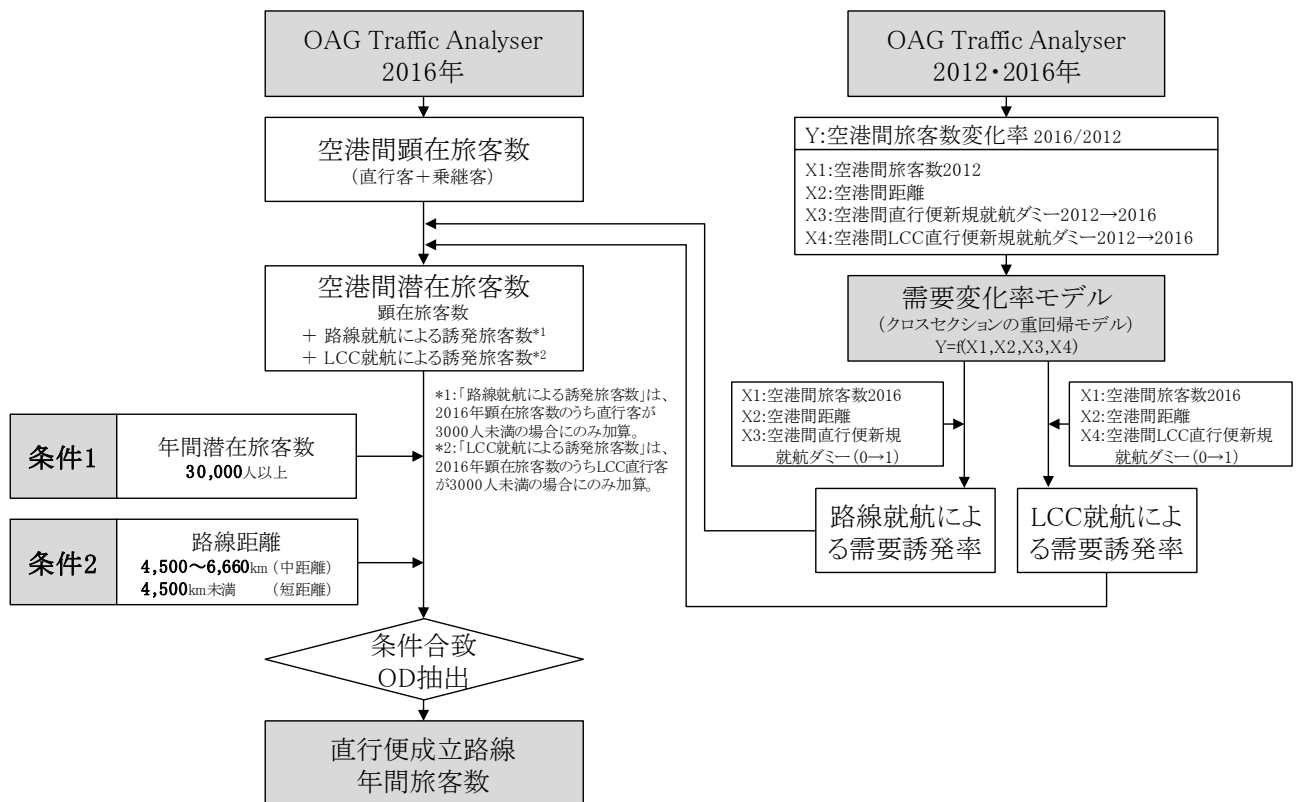 OAG Traffic Analyser
2016年
空港間顕在旅客数
(直行客＋乗継客)
空港間潜在旅客数
顕在旅客数
＋ 路線就航による誘発旅客数*1
＋ LCC就航による誘発旅客数*2
*1:「路線就航による誘発旅客数」は、
2016年顕在旅客数のうち直行客が
3000人未満の場合にのみ加算。
*2:「LCC就航による誘発旅客数」は、
2016年顕在旅客数のうちLCC直行客
が3000人未満の場合にのみ加算。
条件1
年間潜在旅客数
30,000人以上
条件2
路線距離
4,500～6,660km (中距離)
4,500km未満 (短距離)
条件合致
OD抽出
直行便成立路線
年間旅客数
OAG Traffic Analyser
2012・2016年
Y:空港間旅客数変化率 2016/2012
X1:空港間旅客数2012
X2:空港間距離
X3:空港間直行便新規就航ダミー2012→2016
X4:空港間LCC直行便新規就航ダミー2012→2016
需要変化率モデル
(クロスセクションの重回帰モデル)
Y=f(X1,X2,X3,X4)
X1:空港間旅客数2016
X2:空港間距離
X3:空港間直行便新規
就航ダミー(0→1)
X1:空港間旅客数2016
X2:空港間距離
X4:空港間LCC直行便新規
就航ダミー(0→1)
路線就航によ
る需要誘発率
LCC就航によ
る需要誘発率